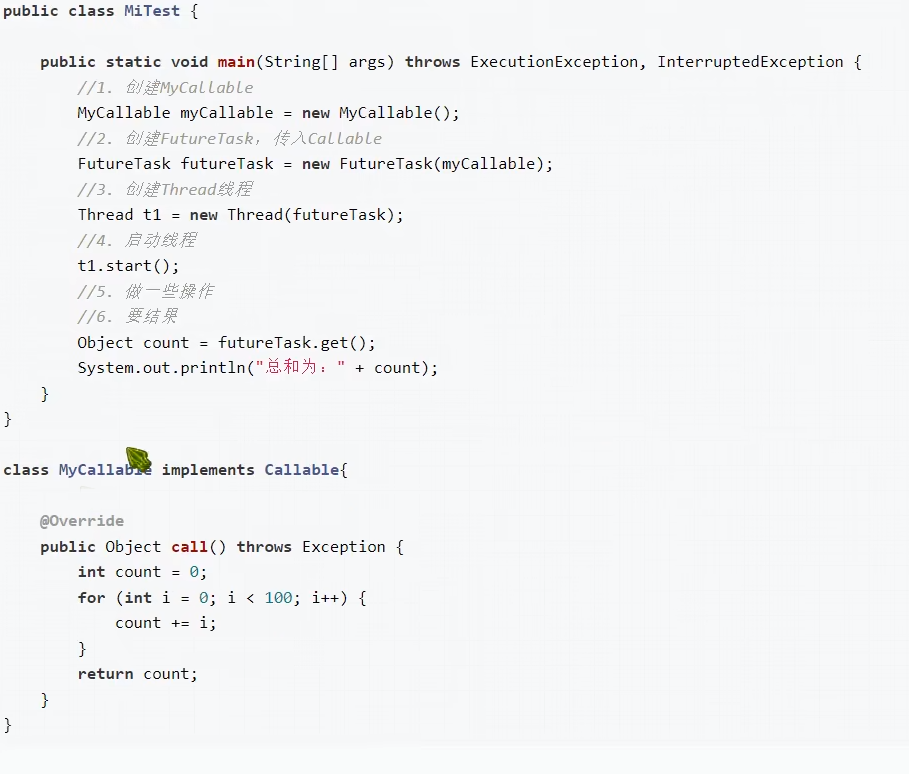 public class MiTest {
public static void main(String[] args) throws ExecutionException, InterruptedException {
//1. 创建MyCallable
MyCallable myCallable = new MyCallable();
//2. 创建FutureTask，传入Callable
FutureTask futureTask = new FutureTask(myCallable);
//3. 创建Thread线程
Thread t1 = new Thread(futureTask);
//4. 启动线程
t1.start();
//5. 做一些操作
//6. 要结果
Object count = futureTask.get();
System.out.println("总和为：" + count);
}
}
class MyCallable implements Callable{
@Override
public Object call() throws Exception {
int count = 0;
for (int i = 0; i < 100; i++) {
count += i;
}
return count;
}
}